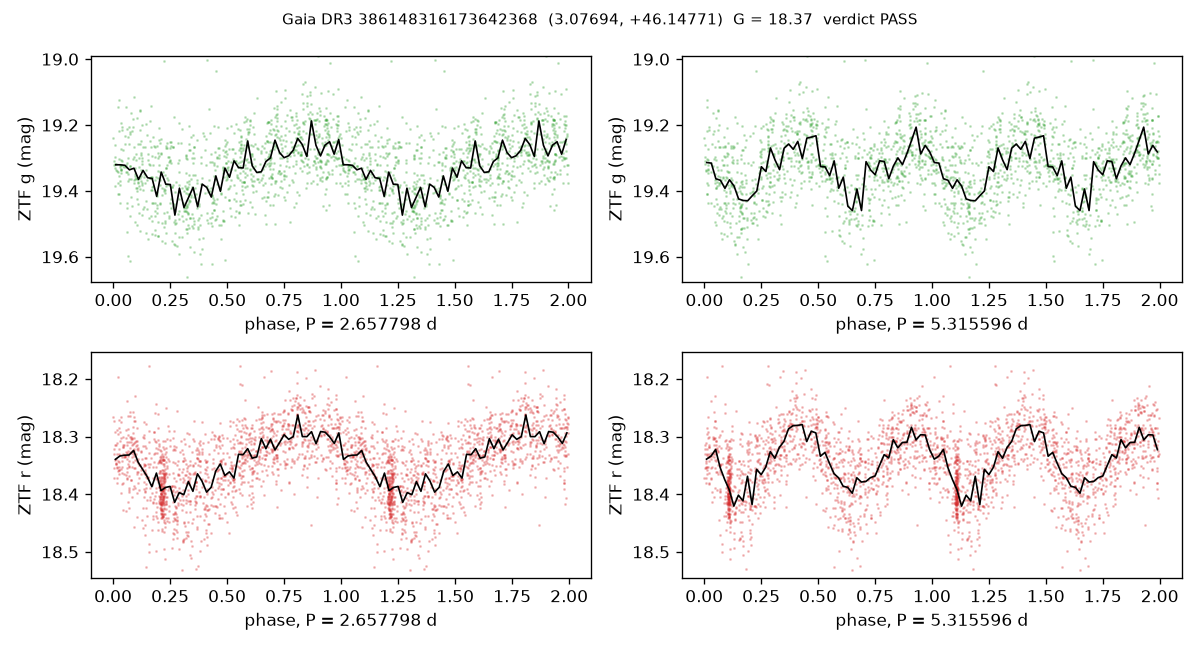 Gaia DR3 386148316173642368  (3.07694, +46.14771)  G = 18.37  verdict PASS
ZTF g (mag)
19.0
19.2
19.4
19.6
0.00 0.25 0.50 0.75 1.00 1.25 1.50 1.75 2.00
phase, P = 2.657798 d
ZTF g (mag)
19.0
19.2
19.4
19.6
0.00 0.25 0.50 0.75 1.00 1.25 1.50 1.75 2.00
phase, P = 5.315596 d
ZTF r (mag)
18.2
18.3
18.4
18.5
0.00 0.25 0.50 0.75 1.00 1.25 1.50 1.75 2.00
phase, P = 2.657798 d
ZTF r (mag)
18.2
18.3
18.4
18.5
0.00 0.25 0.50 0.75 1.00 1.25 1.50 1.75 2.00
phase, P = 5.315596 d